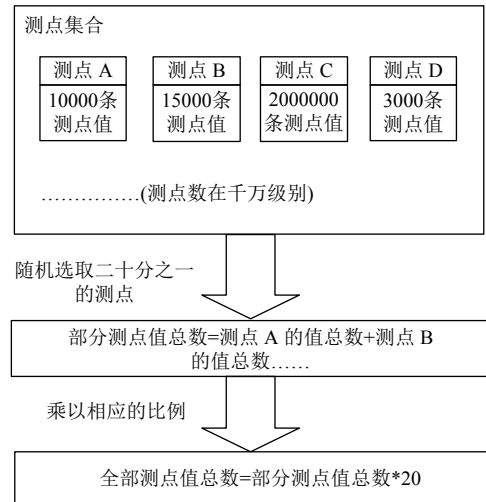 测点集合
测点 A
10000条
测点值
测点 B
15000条
测点值
测点 C
2000000
条测点值
测点 D
3000条
测点值
……………(测点数在千万级别)
随机选取二十分之一
的测点
部分测点值总数=测点 A 的值总数+测点 B
的值总数……
乘以相应的比例
全部测点值总数=部分测点值总数*20